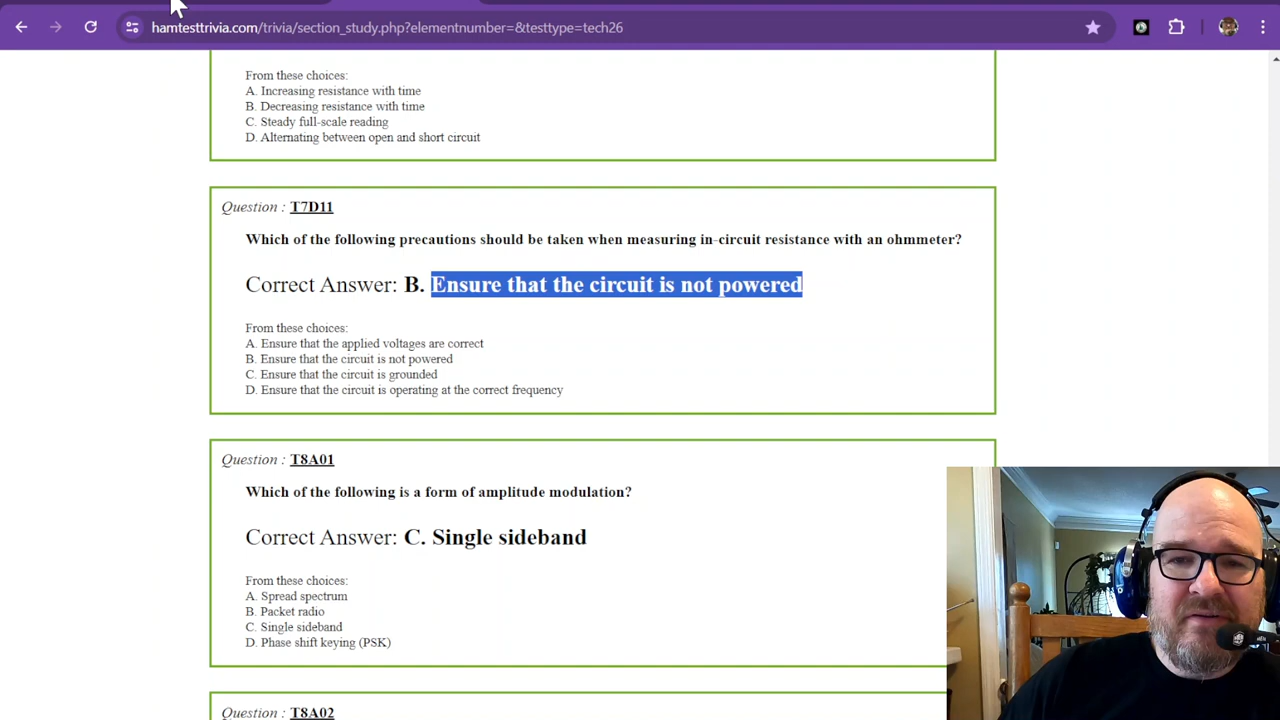 hamtesttrivia.com/trivia/section_study.php?elementnumber=&testtype=tech26
From these choices:
A. Increasing resistance with time
B. Decreasing resistance with time
C. Steady full-scale reading
D. Alternating between open and short circuit
Question : T7D11
Which of the following precautions should be taken when measuring in-circuit resistance with an ohmmeter?
Correct Answer: B. Ensure that the circuit is not powered
From these choices:
A. Ensure that the applied voltages are correct
B. Ensure that the circuit is not powered
C. Ensure that the circuit is grounded
D. Ensure that the circuit is operating at the correct frequency
Question : T8A01
Which of the following is a form of amplitude modulation?
Correct Answer: C. Single sideband
From these choices:
A. Spread spectrum
B. Packet radio
C. Single sideband
D. Phase shift keying (PSK)
Question : T8A02